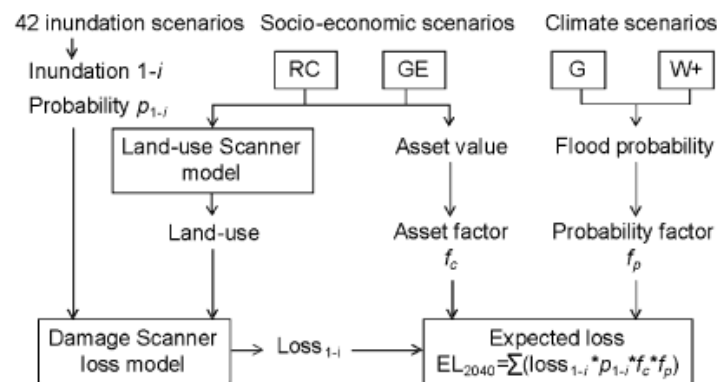 42 inundation scenarios
Socio-economic scenarios
Climate scenarios
Inundation 1-i
RC
GE
G
W+
Probability p1-i
Land-use Scanner
model
Asset value
Flood probability
Land-use
Asset factor
fc
Probability factor
fp
Damage Scanner
loss model
Loss1-i
Expected loss
EL2040=∑(loss1-i*p1-i*fc*fp)